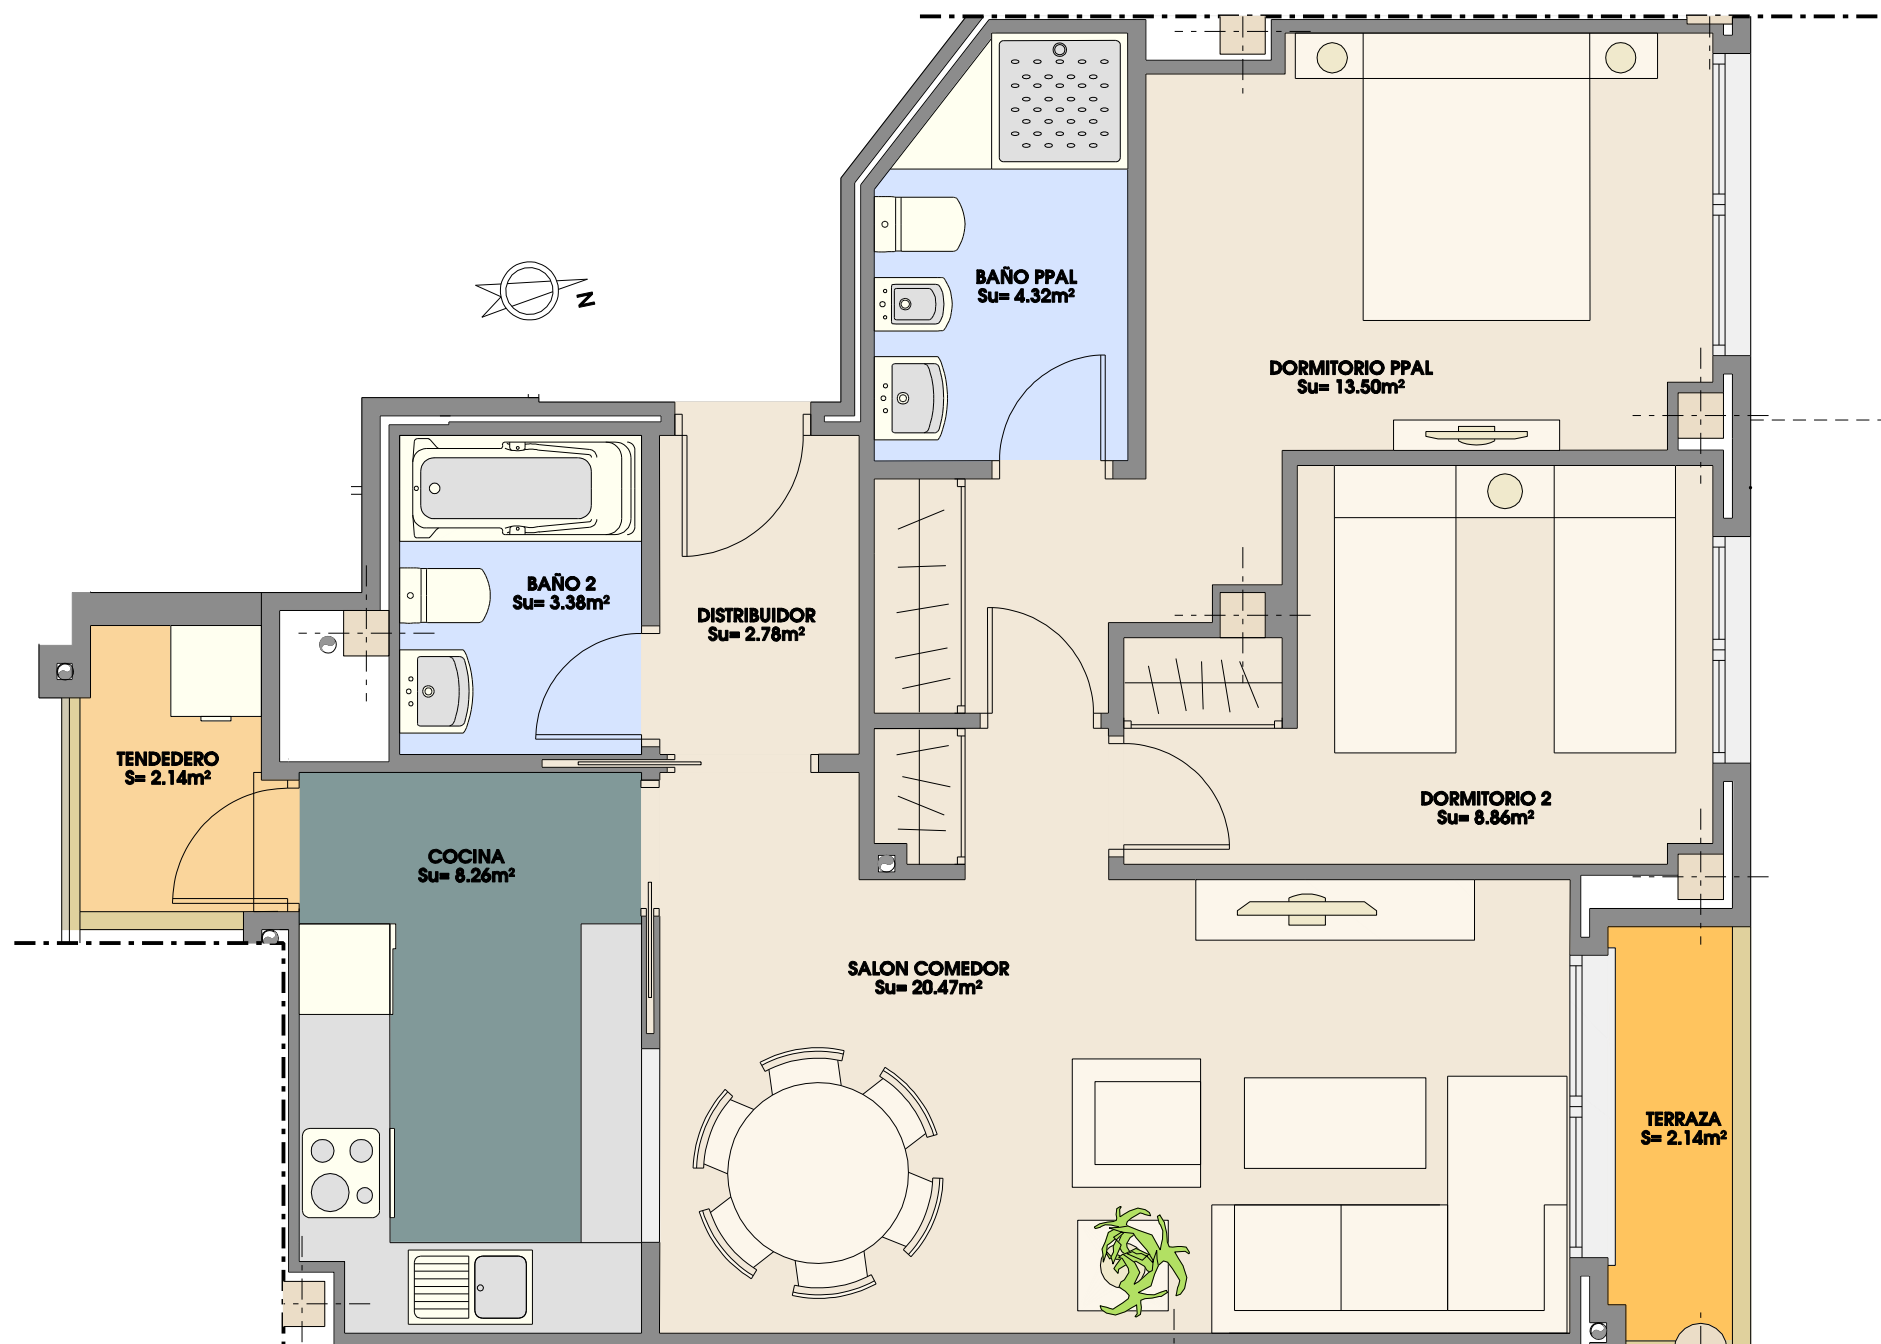 BAÑO PPAL
Su= 4.32m²
N
DORMITORIO PPAL
Su= 13.50m²
BAÑO 2
Su= 3.38m²
DISTRIBUIDOR
Su= 2.78m²
TENDEDERO
S= 2.14m²
DORMITORIO 2
Su= 8.86m²
COCINA
Su= 8.26m²
SALON COMEDOR
Su= 20.47m²
TERRAZA
S= 2.14m²